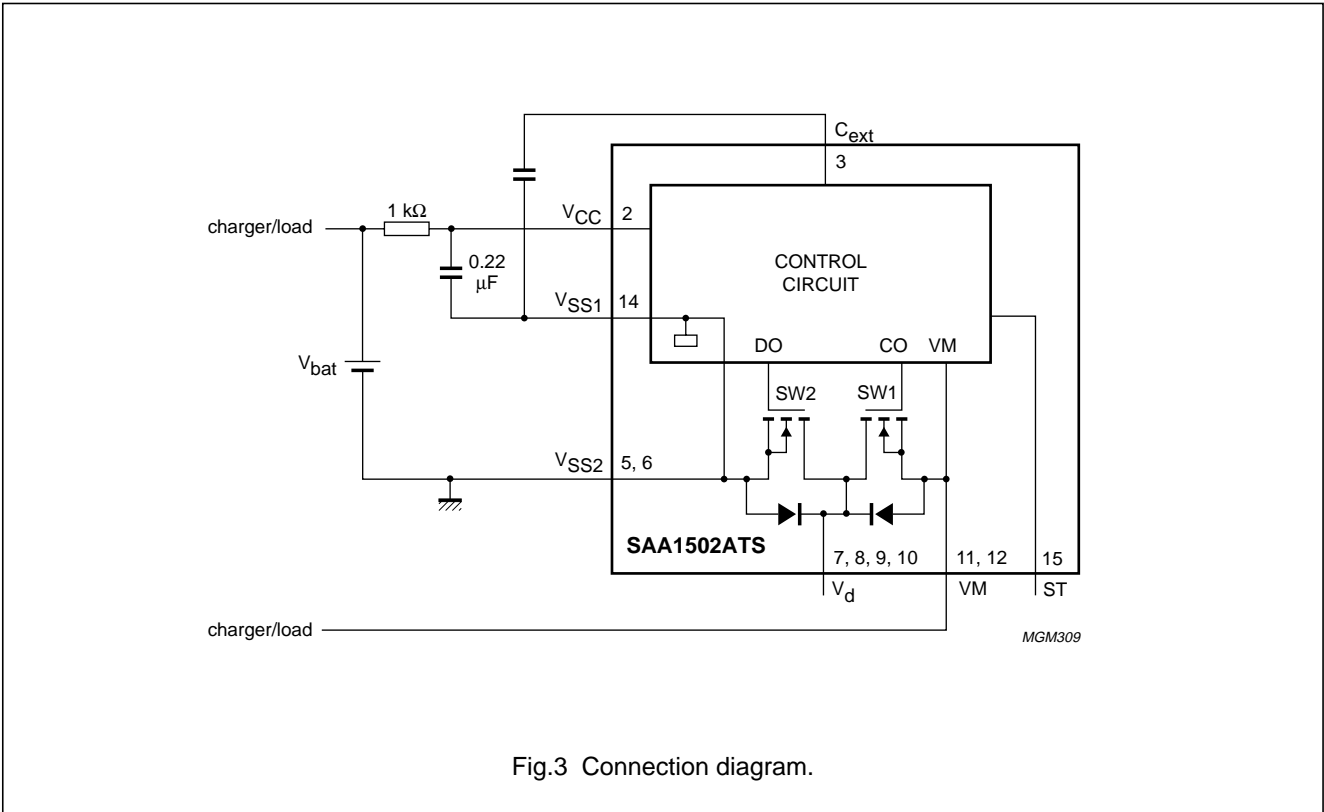 Cext
3
1 kΩ
VCC
2
charger/load
0.22
μF
CONTROL
CIRCUIT
VSS1
14
DO
CO
VM
Vbat
SW2
SW1
VSS2
5, 6
SAA1502ATS
7, 8, 9, 10
11, 12
15
Vd
VM
ST
charger/load
MGM309
Fig.3 Connection diagram.